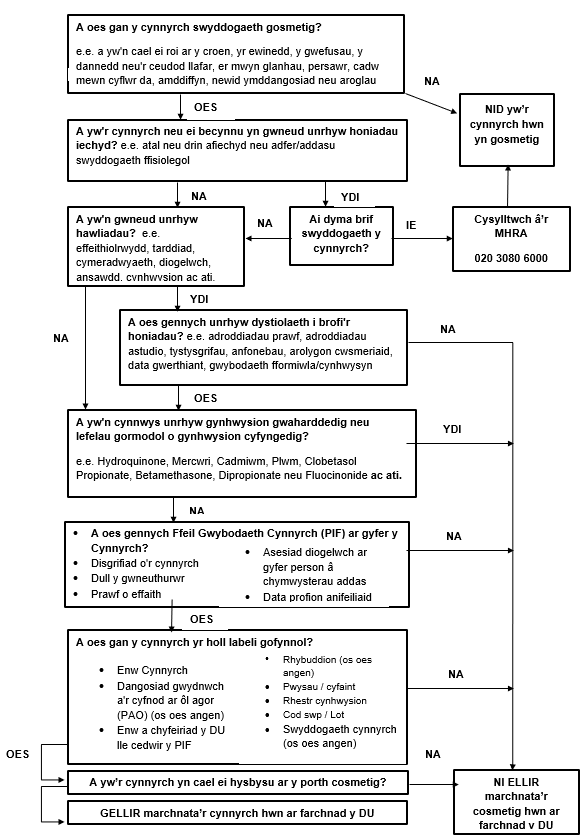 A oes gan y cynnyrch swyddogaeth gosmetig?
e.e. a yw'n cael ei roi ar y croen, yr ewinedd, y gwefusau, y
dannedd neu'r ceudod llafar, er mwyn glanhau, persawr, cadw
mewn cyflwr da, amddiffyn, newid ymddangosiad neu aroglau
NA
NID yw'r
cynnyrch hwn
yn gosmetig
OES
A yw'r cynnyrch neu ei becynnu yn gwneud unrhyw honiadau
iechyd? e.e. atal neu drin afiechyd neu adfer/addasu
swyddogaeth ffisiolegol
NA
YDI
A yw'n gwneud unrhyw
hawliadau? e.e.
effeithiolrwydd, tarddiad,
cymeradwyaeth, diogelwch,
ansawdd, cynhwysion ac ati.
NA
Ai dyma brif
swyddogaeth y
cynnyrch?
IE
Cysylltwch â'r
MHRA
020 3080 6000
YDI
NA
A oes gennych unrhyw dystiolaeth i brofi'r
honiadau? e.e. adroddiadau prawf, adroddiadau
astudio, tystysgrifau, anfonebau, arolygon cwsmeriaid,
data gwerthiant, gwybodaeth fformiwla/cynhwysyn
NA
OES
A yw'n cynnwys unrhyw gynhwysion gwaharddedig neu
lefelau gormodol o gynhwysion cyfyngedig?
e.e. Hydroquinone, Mercwri, Cadmiwm, Plwm, Clobetasol
Propionate, Betamethasone, Dipropionate neu Fluocinonide ac ati.
YDI
NA
• A oes gennych Ffeil Gwybodaeth Cynnyrch (PIF) ar gyfer y
Cynnyrch?
• Disgrifiad o'r cynnyrch
• Dull y gwneuthurwr
• Prawf o effaith
• Asesiad diogelwch ar
gyfer person â
chymwysterau addas
• Data profion anifeiliaid
NA
OES
A oes gan y cynnyrch yr holl labeli gofynnol?
• Enw Cynnyrch
• Dangosiad gwydnwch
a'r cyfnod ar ôl agor
(PAO) (os oes angen)
• Enw a chyfeiriad y DU
lle cedwir y PIF
• Rhybuddion (os oes
angen)
• Pwysau / cyfaint
• Rhestr cynhwysion
• Cod swp / Lot
• Swyddogaeth cynnyrch
(os oes angen)
NA
OES
A yw'r cynnyrch yn cael ei hysbysu ar y porth cosmetig?
NA
NI ELLIR
marchnata'r
cosmetig hwn ar
farchnad y DU
GELLIR marchnata'r cynnyrch hwn ar farchnad y DU